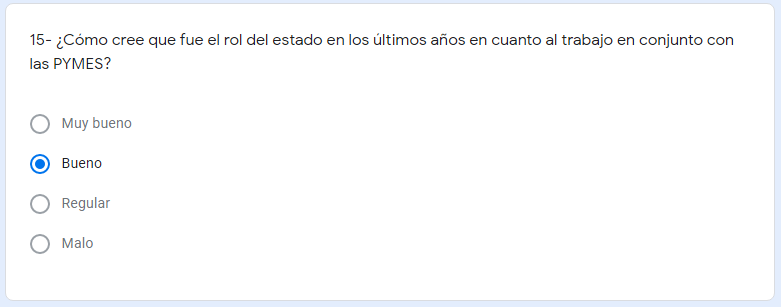 15- ¿Cómo cree que fue el rol del estado en los últimos años en cuanto al trabajo en conjunto con
las PYMES?
Muy bueno
Bueno
Regular
Malo